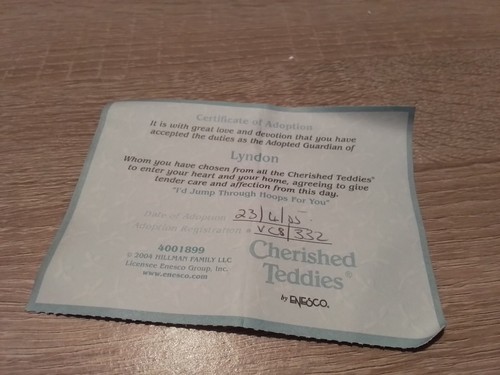 Certificate of Adoption
It is with great love and devotion that you have
accepted the duties as the Adopted Guardian of
Lyndon
Whom you have chosen from all the Cherished Teddies®
to enter your heart and your home, agreeing to give
tender care and affection from this day.
"I'd Jump Through Hoops For You"
Date of Adoption 23/4/05
Adoption Registration # VC8/332
4001899
© 2004 HILLMAN FAMILY LLC
Licensee Enesco Group, Inc.
www.enesco.com
Cherished
Teddies®
by ENESCO.